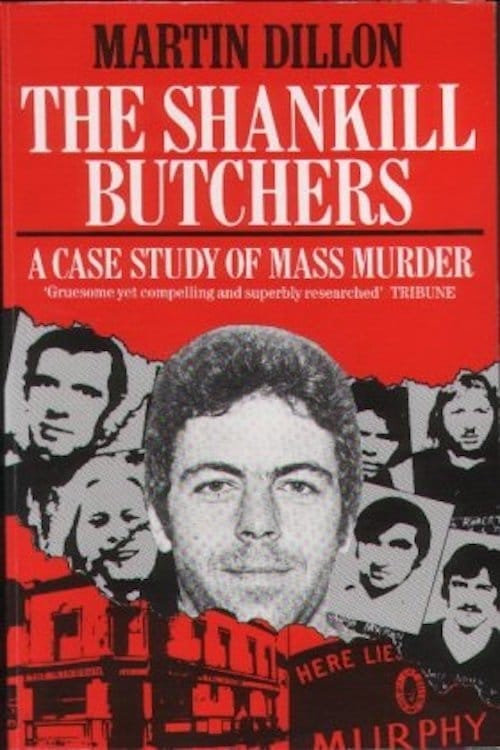 MARTIN DILLON
THE SHANKILL
BUTCHERS
A CASE STUDY OF MASS MURDER
'Gruesome yet compelling and superbly researched' TRIBUNE
HERE LIE
MURPHY